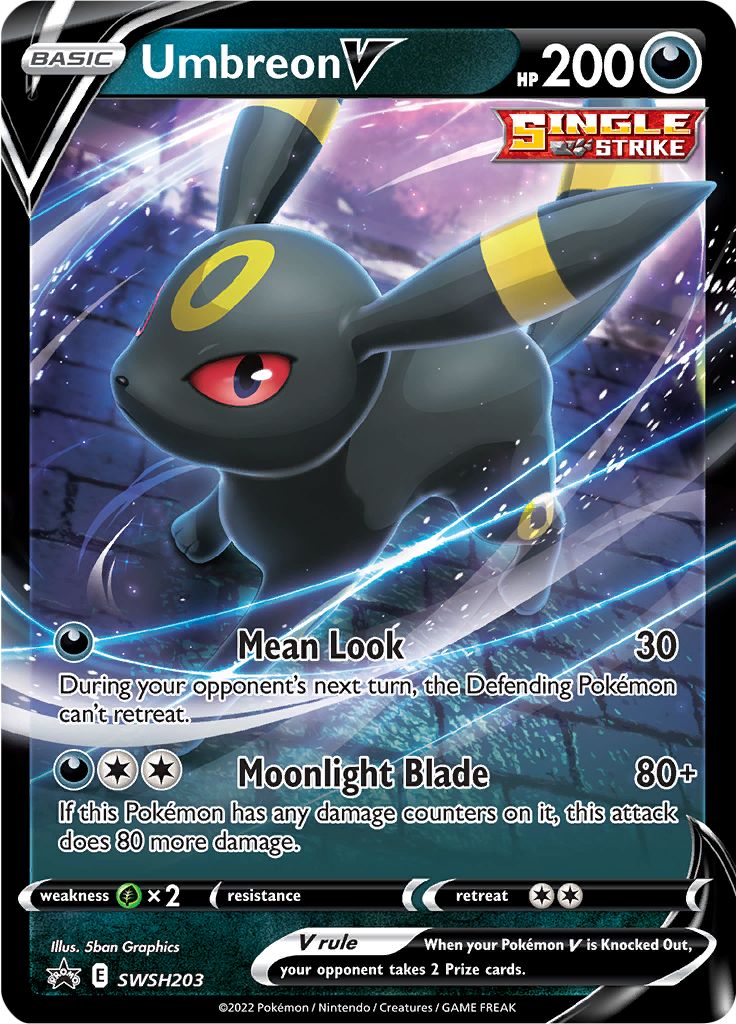 BASIC
Umbreon V
HP 200
SINGLE
STRIKE
Mean Look 30
During your opponent's next turn, the Defending Pokémon
can't retreat.
Moonlight Blade 80+
If this Pokémon has any damage counters on it, this attack
does 80 more damage.
weakness ×2 resistance retreat
Illus. 5ban Graphics
V rule When your Pokémon V is Knocked Out,
your opponent takes 2 Prize cards.
PROMO E SWSH203
©2022 Pokémon / Nintendo / Creatures / GAME FREAK